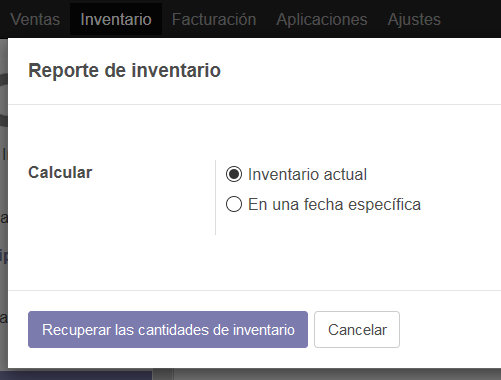 Ventas Inventario Facturación Aplicaciones Ajustes
Reporte de inventario
Calcular
Inventario actual
En una fecha específica
Recuperar las cantidades de inventario Cancelar